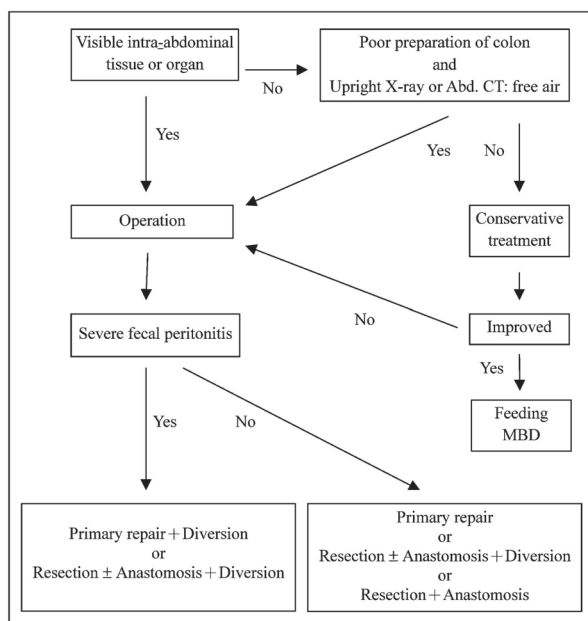 Visible intra-abdominal
tissue or organ
No
Poor preparation of colon
and
Upright X-ray or Abd. CT: free air
Yes
Yes
No
Operation
Conservative
treatment
No
Severe fecal peritonitis
Improved
Yes
Feeding
MBD
Yes
No
Primary repair + Diversion
or
Resection ± Anastomosis + Diversion
Primary repair
or
Resection ± Anastomosis + Diversion
or
Resection + Anastomosis